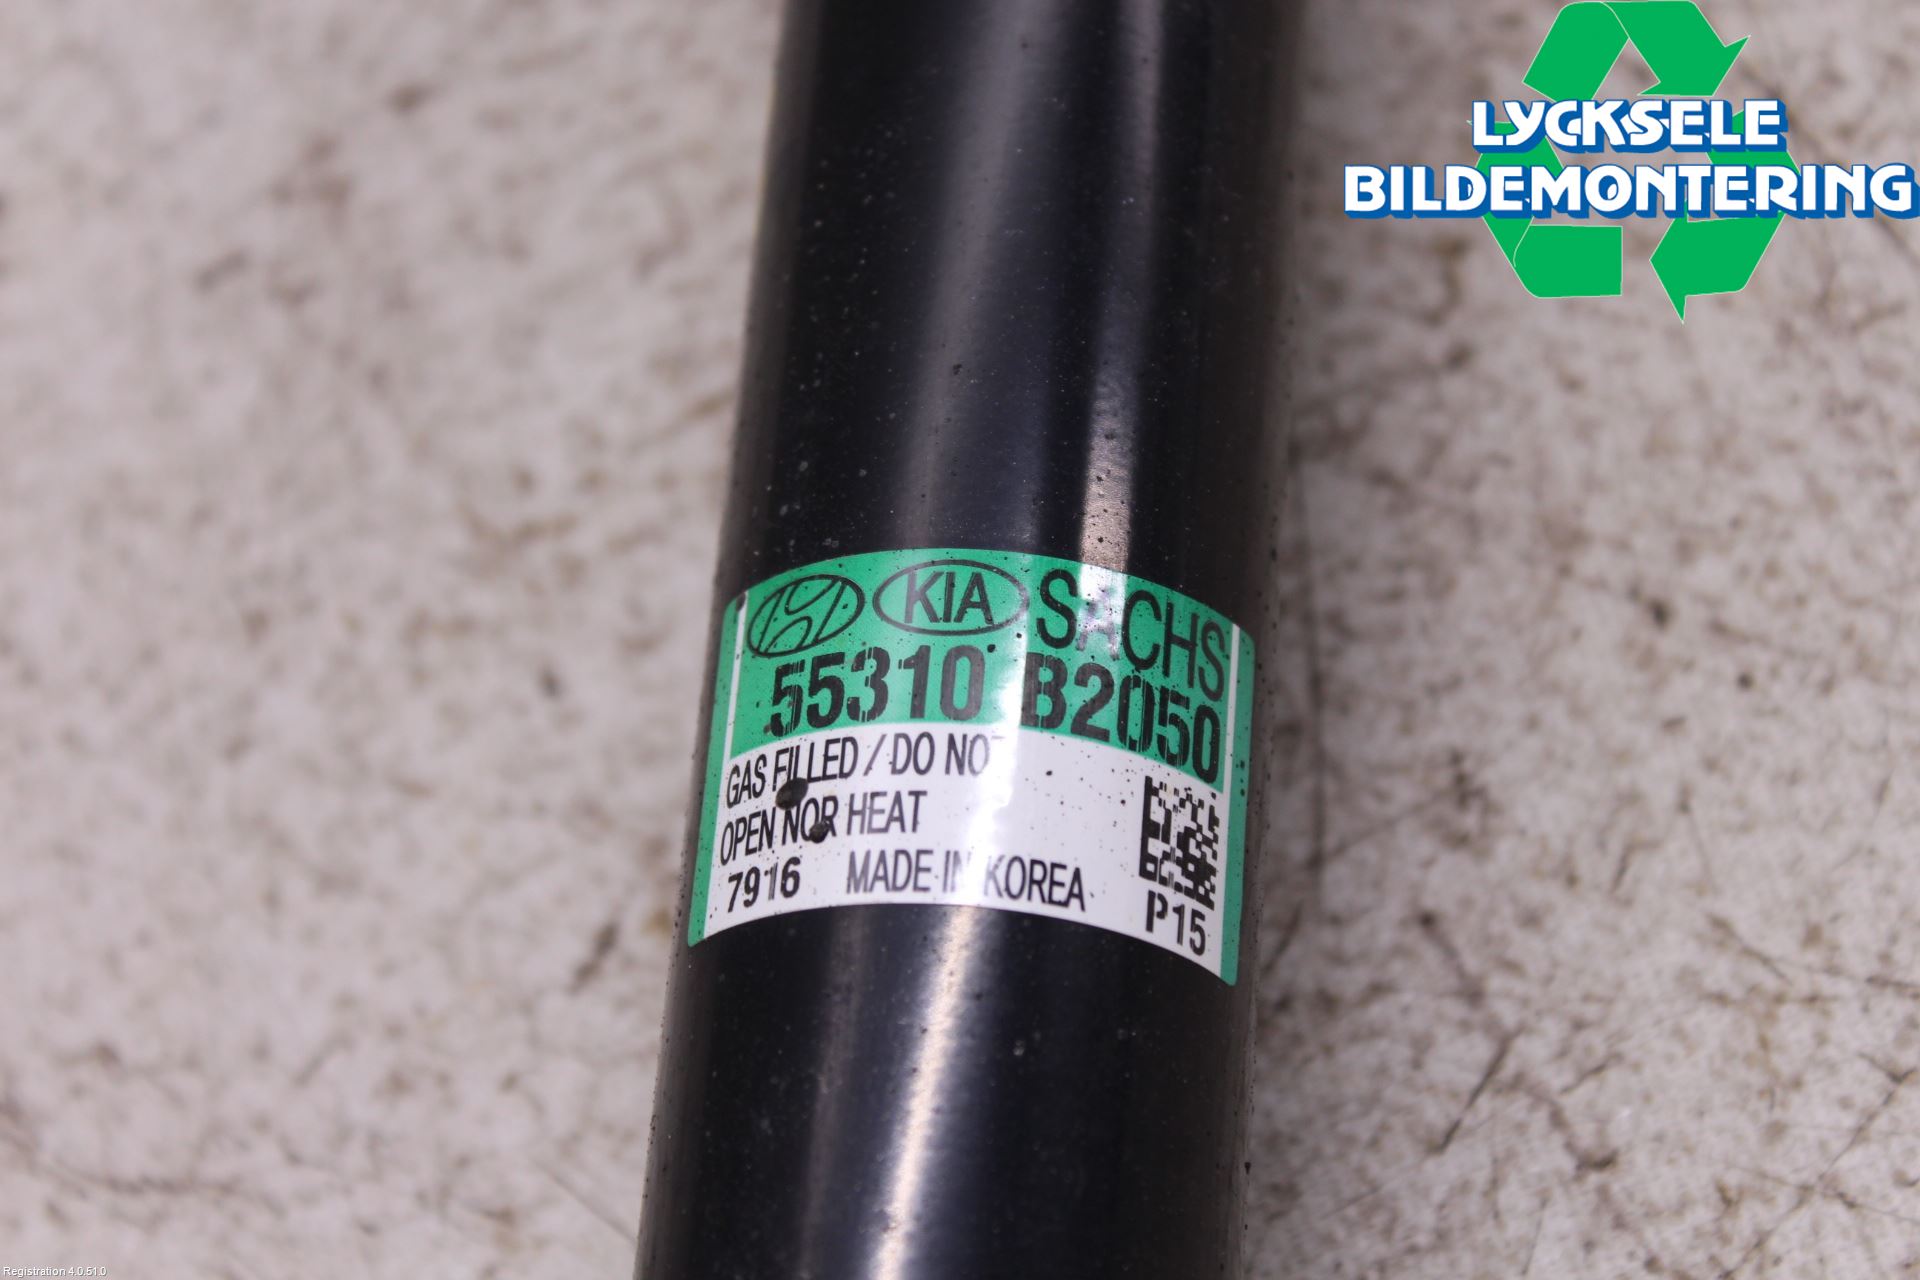 LYCKSELE
BILDEMONTERING
KIA SACHS
55310 B2050
GAS FILLED / DO NOT
OPEN NOR HEAT
7916 MADE IN KOREA
P15
Registration 4.0.51.0